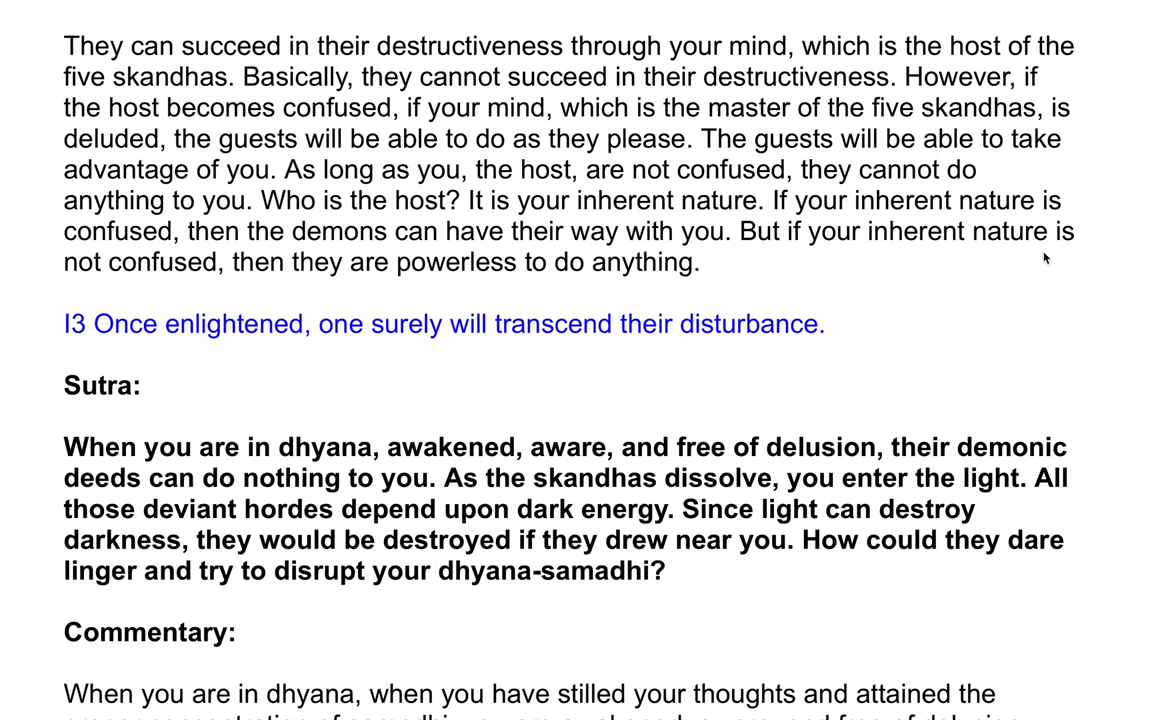 They can succeed in their destructiveness through your mind, which is the host of the
five skandhas. Basically, they cannot succeed in their destructiveness. However, if
the host becomes confused, if your mind, which is the master of the five skandhas, is
deluded, the guests will be able to do as they please. The guests will be able to take
advantage of you. As long as you, the host, are not confused, they cannot do
anything to you. Who is the host? It is your inherent nature. If your inherent nature is
confused, then the demons can have their way with you. But if your inherent nature is
not confused, then they are powerless to do anything.
I3 Once enlightened, one surely will transcend their disturbance.
Sutra:
When you are in dhyana, awakened, aware, and free of delusion, their demonic
deeds can do nothing to you. As the skandhas dissolve, you enter the light. All
those deviant hordes depend upon dark energy. Since light can destroy
darkness, they would be destroyed if they drew near you. How could they dare
linger and try to disrupt your dhyana-samadhi?
Commentary:
When you are in dhyana, when you have stilled your thoughts and attained the